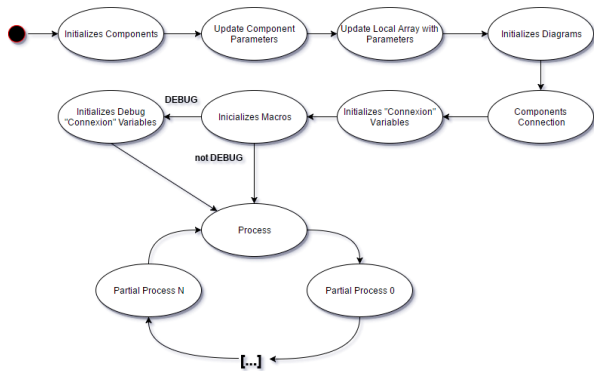 Initializes Components
Update Component
Parameters
Update Local Array with
Parameters
Initializes Diagrams
DEBUG
Initializes Debug
"Connexion" Variables
Inicializes Macros
Initializes "Connexion"
Variables
Components
Connection
not DEBUG
Process
Partial Process N
Partial Process 0
[...]